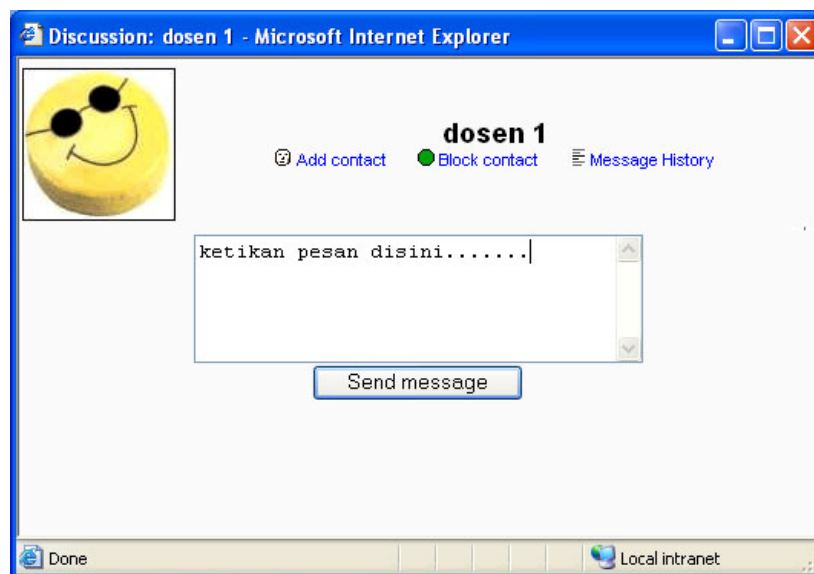 Discussion: dosen 1 - Microsoft Internet Explorer
dosen 1
Add contact Block contact Message History
ketikan pesan disini.......
Send message
Done Local intranet